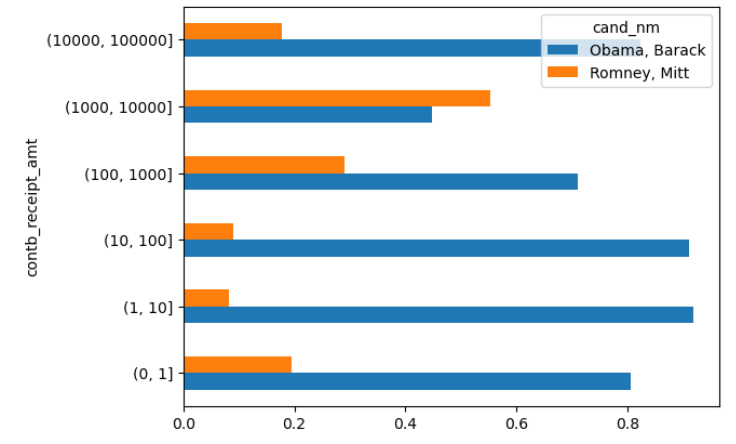 cand_nm
Obama, Barack
Romney, Mitt
contb_receipt_amt
(10000, 100000]
(1000, 10000]
(100, 1000]
(10, 100]
(1, 10]
(0, 1]
0.0 0.2 0.4 0.6 0.8